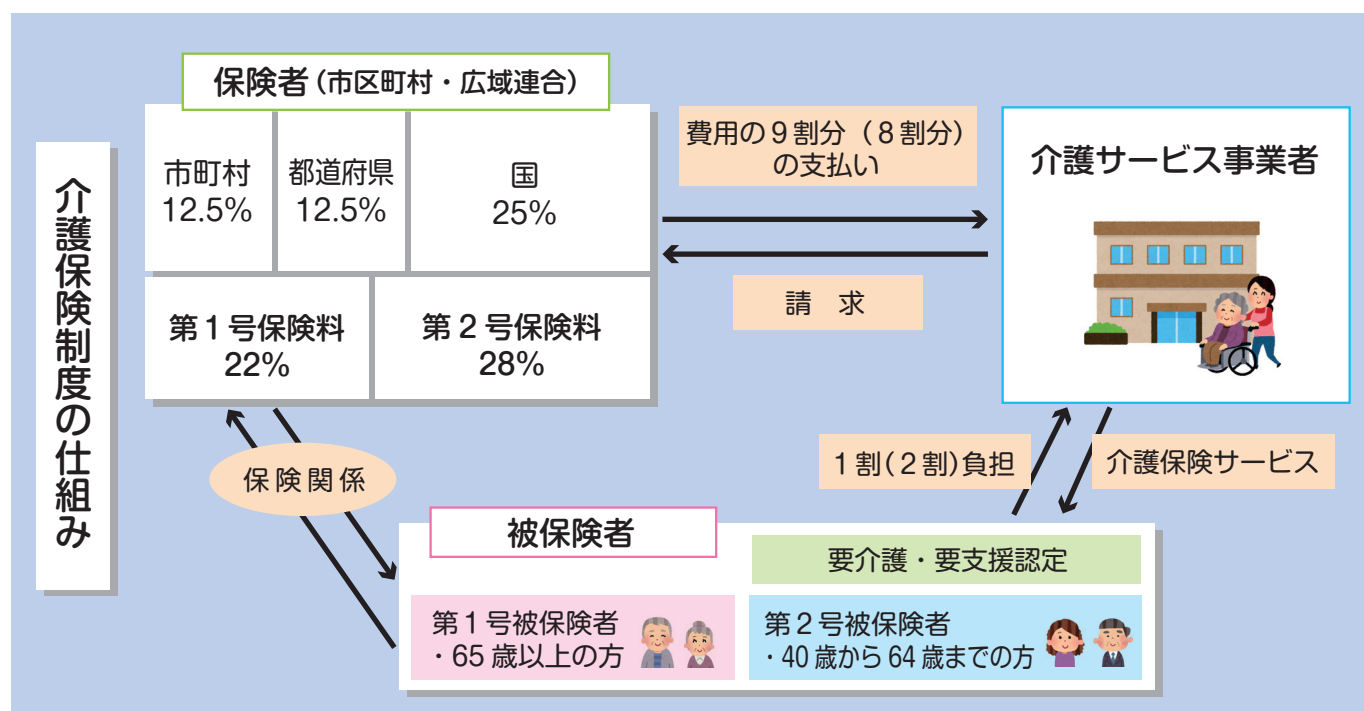 介護保険制度の仕組み
保険者(市区町村・広域連合)
市町村
12.5%
都道府県
12.5%
国
25%
第1号保険料
22%
第2号保険料
28%
費用の9割分(8割分)
の支払い
請 求
介護サービス事業者
保険関係
1割(2割)負担
介護保険サービス
被保険者
要介護・要支援認定
第1号被保険者
・65歳以上の方
第2号被保険者
・40歳から64歳までの方